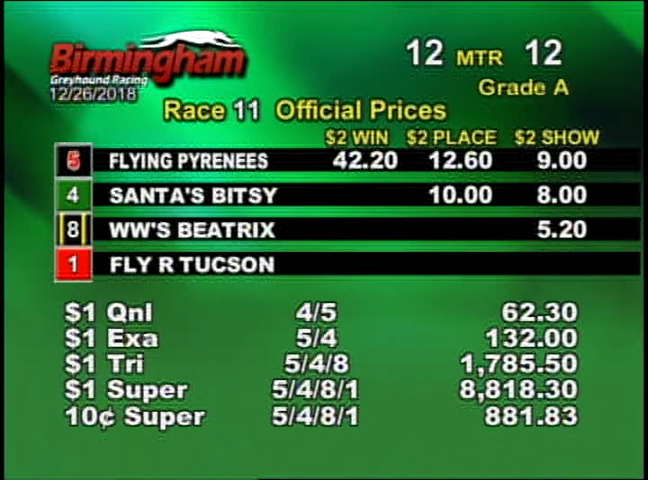 Birmingham
Greyhound Racing
12/26/2018
12 MTR 12
Grade A
Race 11 Official Prices
$2 WIN $2 PLACE $2 SHOW
5 FLYING PYRENEES 42.20 12.60 9.00
4 SANTA'S BITSY 10.00 8.00
8 WW'S BEATRIX 5.20
1 FLY R TUCSON
$1 Qnl 4/5 62.30
$1 Exa 5/4 132.00
$1 Tri 5/4/8 1,785.50
$1 Super 5/4/8/1 8,818.30
10¢ Super 5/4/8/1 881.83